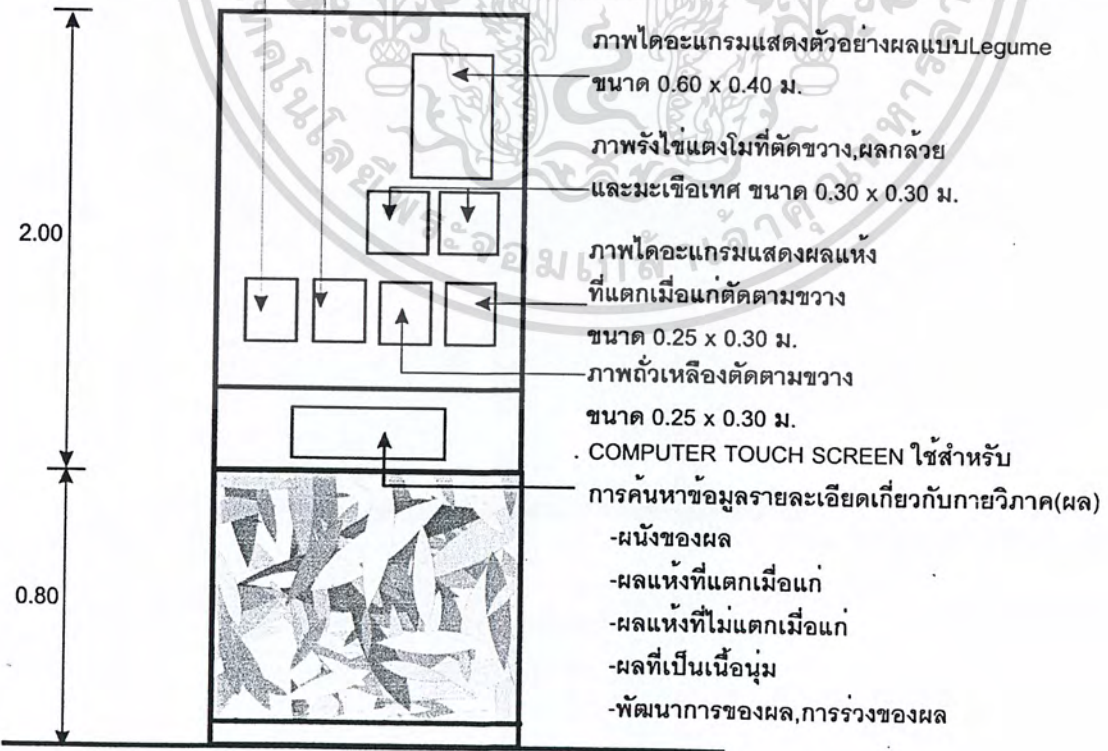 ภาพไดอะแกรมแสดงตัวอย่างผลแบบLegume
ขนาด 0.60 x 0.40 ม.
ภาพรังไข่แตงโมที่ตัดขวาง,ผลกล้วย
และมะเขือเทศ ขนาด 0.30 x 0.30 ม.
2.00
ภาพไดอะแกรมแสดงผลแห้ง
ที่แตกเมื่อแก่ตัดตามขวาง
ขนาด 0.25 x 0.30 ม.
ภาพถั่วเหลืองตัดตามขวาง
ขนาด 0.25 x 0.30 ม.
COMPUTER TOUCH SCREEN ใช้สำหรับ
การค้นหาข้อมูลรายละเอียดเกี่ยวกับกายวิภาค(ผล)
-ผนังของผล
0.80
-ผลแห้งที่แตกเมื่อแก่
-ผลแห้งที่ไม่แตกเมื่อแก่
-ผลที่เป็นเนื้อนุ่ม
-พัฒนาการของผล,การร่วงของผล